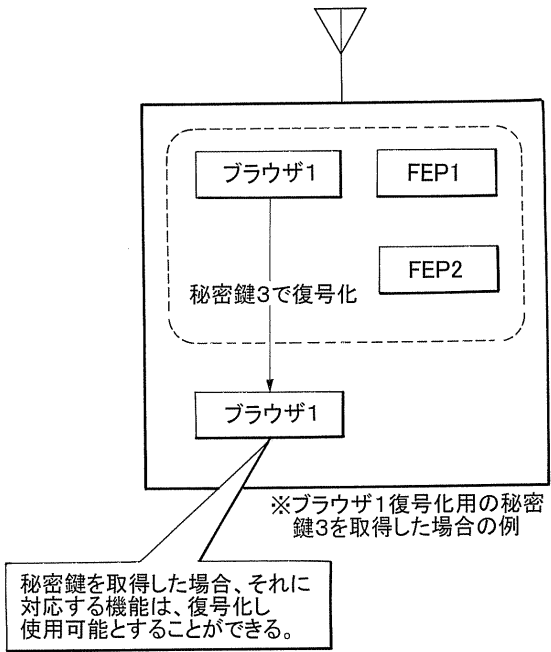 ブラウザ1
FEP1
FEP2
秘密鍵3で復号化
ブラウザ1
※ブラウザ1復号化用の秘密
鍵3を取得した場合の例
秘密鍵を取得した場合、それに
対応する機能は、復号化し
使用可能とすることができる。